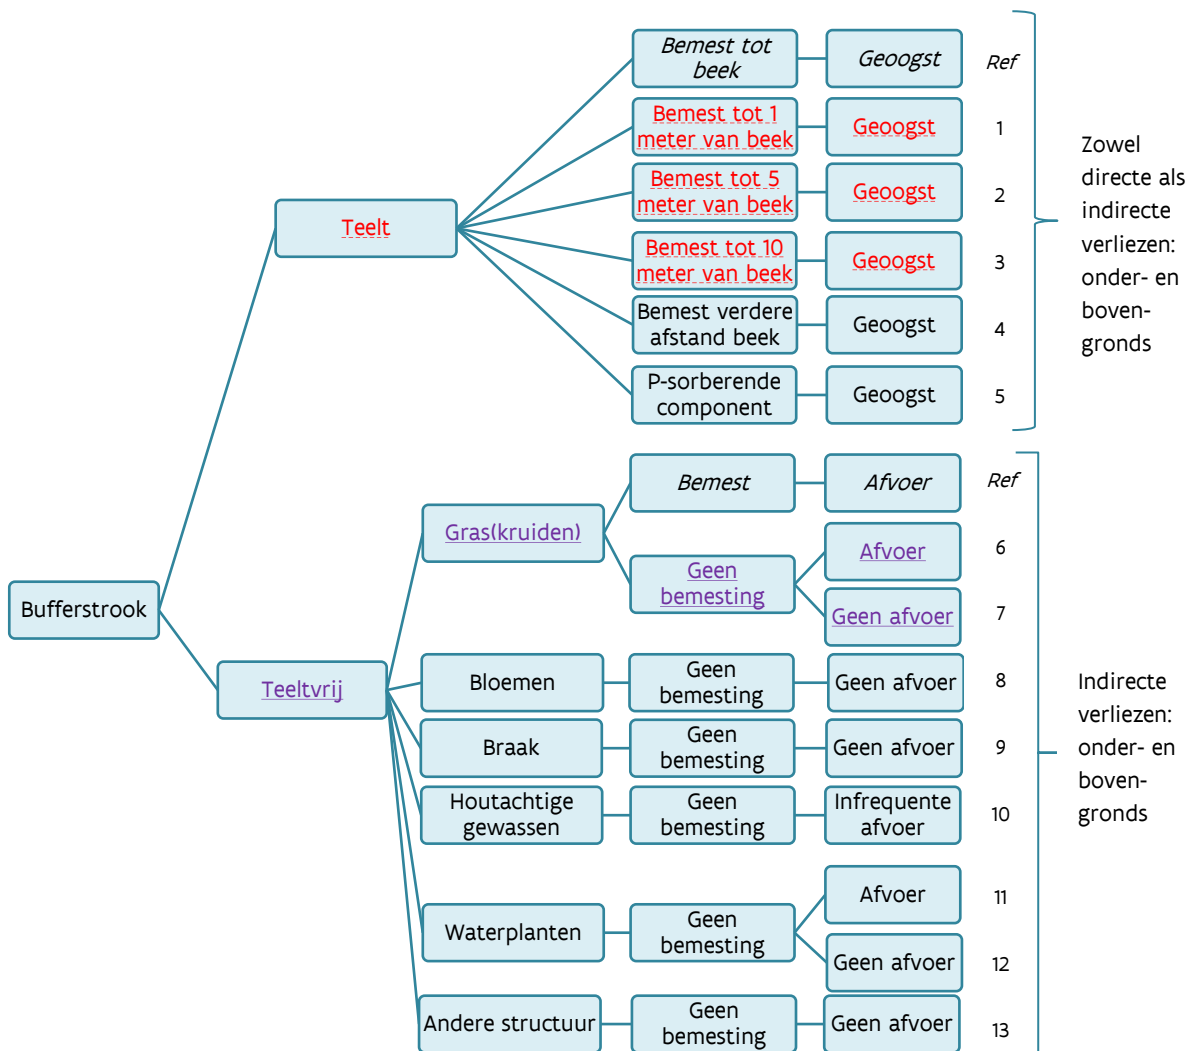 Bemest tot
beek
Geoogst
Ref
Bemest tot 1
meter van beek
Geoogst
1
Bemest tot 5
meter van beek
Geoogst
2
Teelt
Bemest tot 10
meter van beek
Geoogst
3
Bemest verdere
afstand beek
Geoogst
4
P-sorberende
component
Geoogst
5
Zowel
directe als
indirecte
verliezen:
onder- en
boven-
gronds
Bufferstrook
Teeltvrij
Gras(kruiden)
Bemest
Afvoer
Ref
Geen
bemesting
Afvoer
6
Geen afvoer
7
Bloemen
Geen
bemesting
Geen afvoer
8
Braak
Geen
bemesting
Geen afvoer
9
Houtachtige
gewassen
Geen
bemesting
Infrequente
afvoer
10
Waterplanten
Geen
bemesting
Afvoer
11
Geen afvoer
12
Andere structuur
Geen
bemesting
Geen afvoer
13
Indirecte
verliezen:
onder- en
boven-
gronds